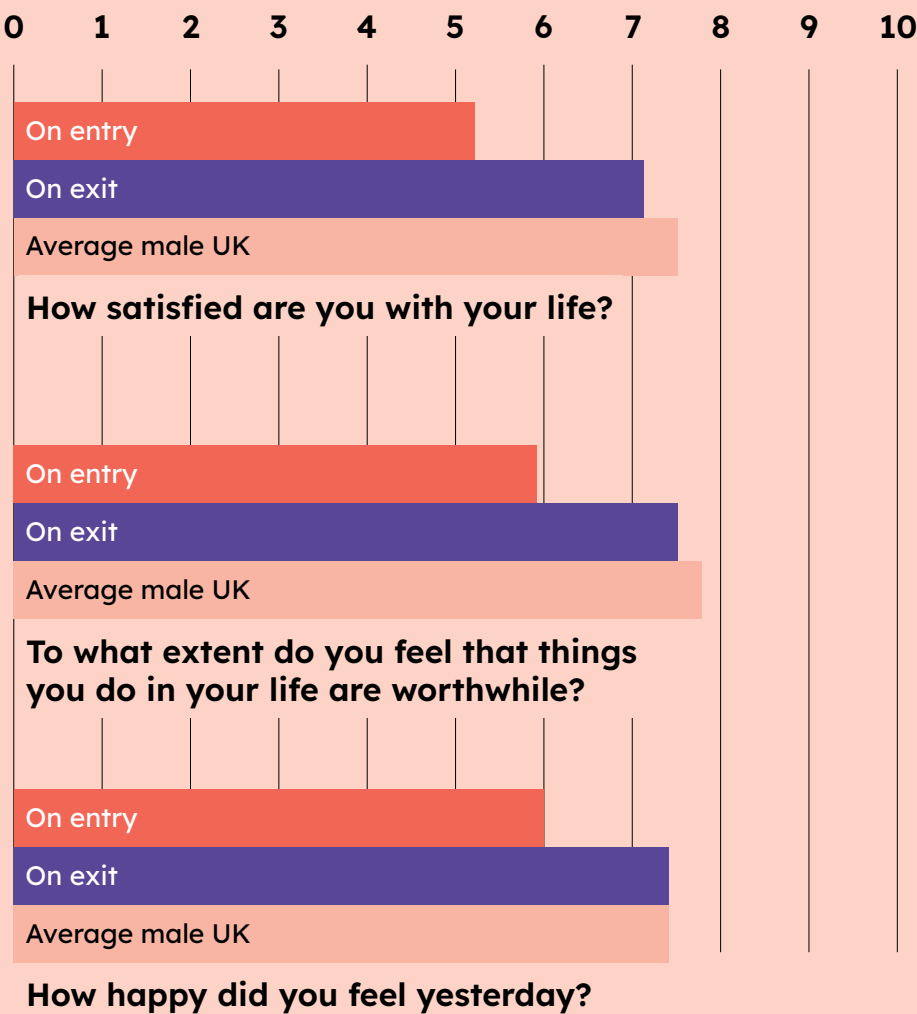 0 1 2 3 4 5 6 7 8 9 10
On entry
On exit
Average male UK
How satisfied are you with your life?
On entry
On exit
Average male UK
To what extent do you feel that things
you do in your life are worthwhile?
On entry
On exit
Average male UK
How happy did you feel yesterday?